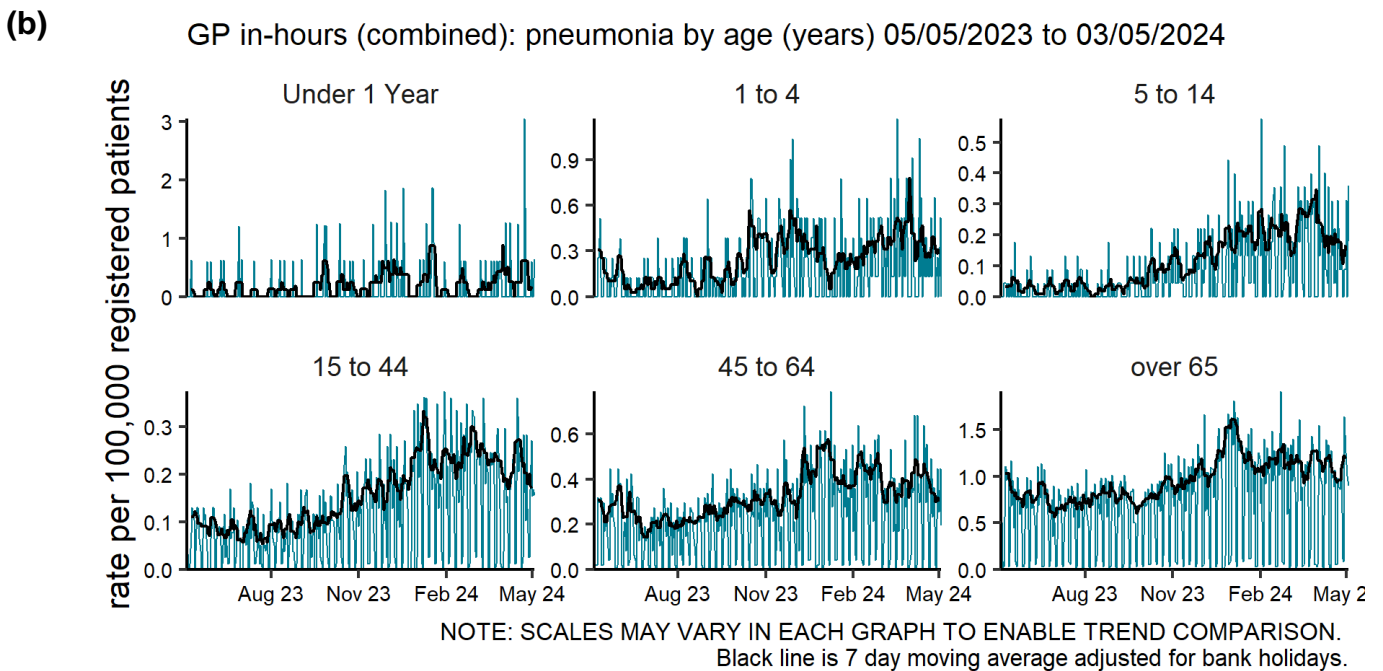 (b)
GP in-hours (combined): pneumonia by age (years) 05/05/2023 to 03/05/2024
rate per 100,000 registered patients
Under 1 Year
1 to 4
5 to 14
3
2
1
0
0.9
0.6
0.3
0.0
0.5
0.4
0.3
0.2
0.1
0.0
15 to 44
45 to 64
over 65
0.3
0.2
0.1
0.0
0.6
0.4
0.2
0.0
1.5
1.0
0.5
0.0
Aug 23 Nov 23 Feb 24 May 24
Aug 23 Nov 23 Feb 24 May 24
Aug 23 Nov 23 Feb 24 May 2
NOTE: SCALES MAY VARY IN EACH GRAPH TO ENABLE TREND COMPARISON.
Black line is 7 day moving average adjusted for bank holidays.